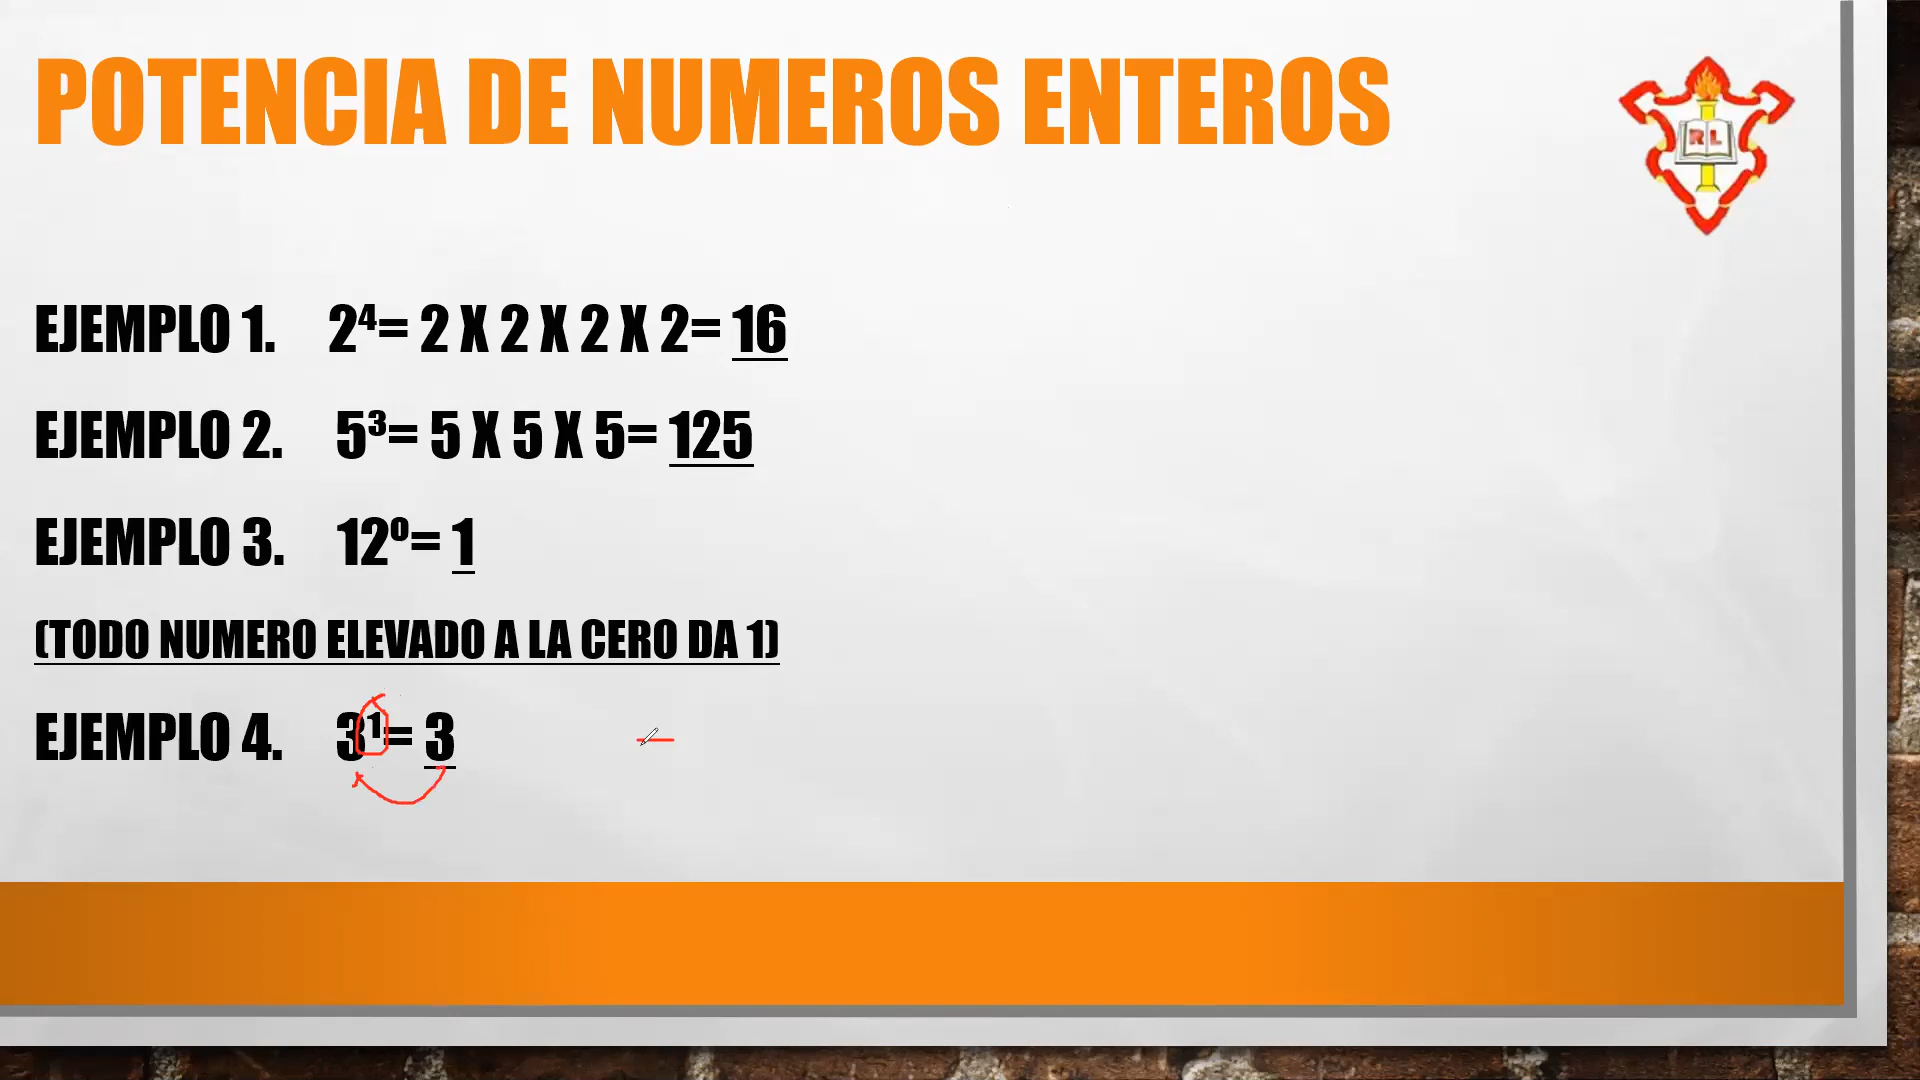 POTENCIA DE NUMEROS ENTEROS
RL
EJEMPLO 1. 2⁴= 2 X 2 X 2 X 2= 16
EJEMPLO 2. 5³= 5 X 5 X 5= 125
EJEMPLO 3. 12⁰= 1
(TODO NUMERO ELEVADO A LA CERO DA 1)
EJEMPLO 4. 3¹= 3